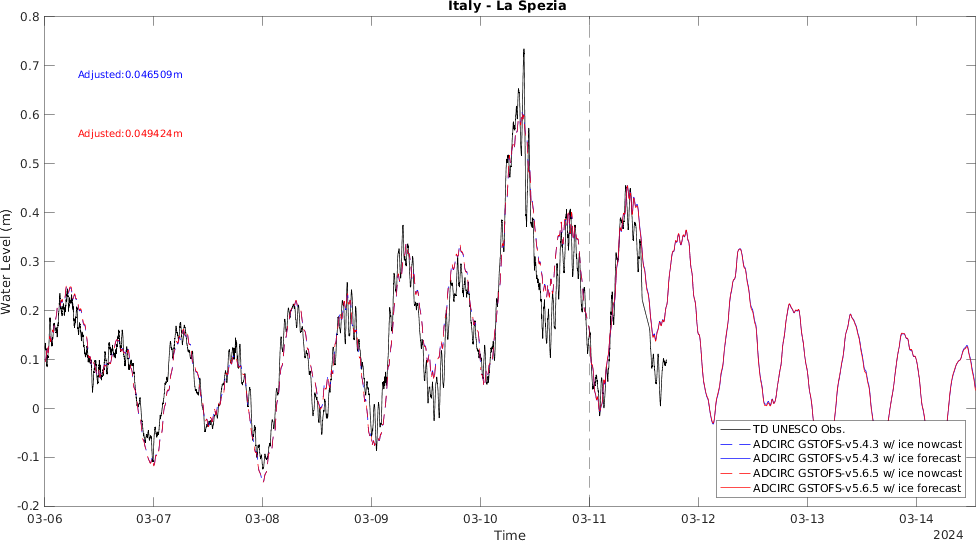 Italy - La Spezia
Adjusted:0.046509m
Adjusted:0.049424m
Water Level (m)
0.8
0.7
0.6
0.5
0.4
0.3
0.2
0.1
0
-0.1
-0.2
TD UNESCO Obs.
ADCIRC GSTOFS-v5.4.3 w/ ice nowcast
ADCIRC GSTOFS-v5.4.3 w/ ice forecast
ADCIRC GSTOFS-v5.6.5 w/ ice nowcast
ADCIRC GSTOFS-v5.6.5 w/ ice forecast
03-06 03-07 03-08 03-09 03-10 03-11 03-12 03-13 03-14
Time
2024